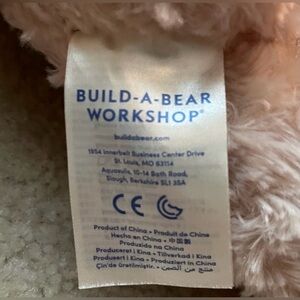 BUILD-A-BEAR
WORKSHOP®
buildabear.com
1954 Innerbelt Business Center Drive
St. Louis, MO 63114
Aquasulis, 10-14 Bath Road,
Slough, Berkshire SL1 3SA
CE
Product of China • Produit de Chine
Hecho en China • 中国製
Produzido na China
Produceret i Kina • Tillverkad i Kina
Produsert i Kina • Produziert in China
Çin'de üretilmiştir. • منتج من الصين